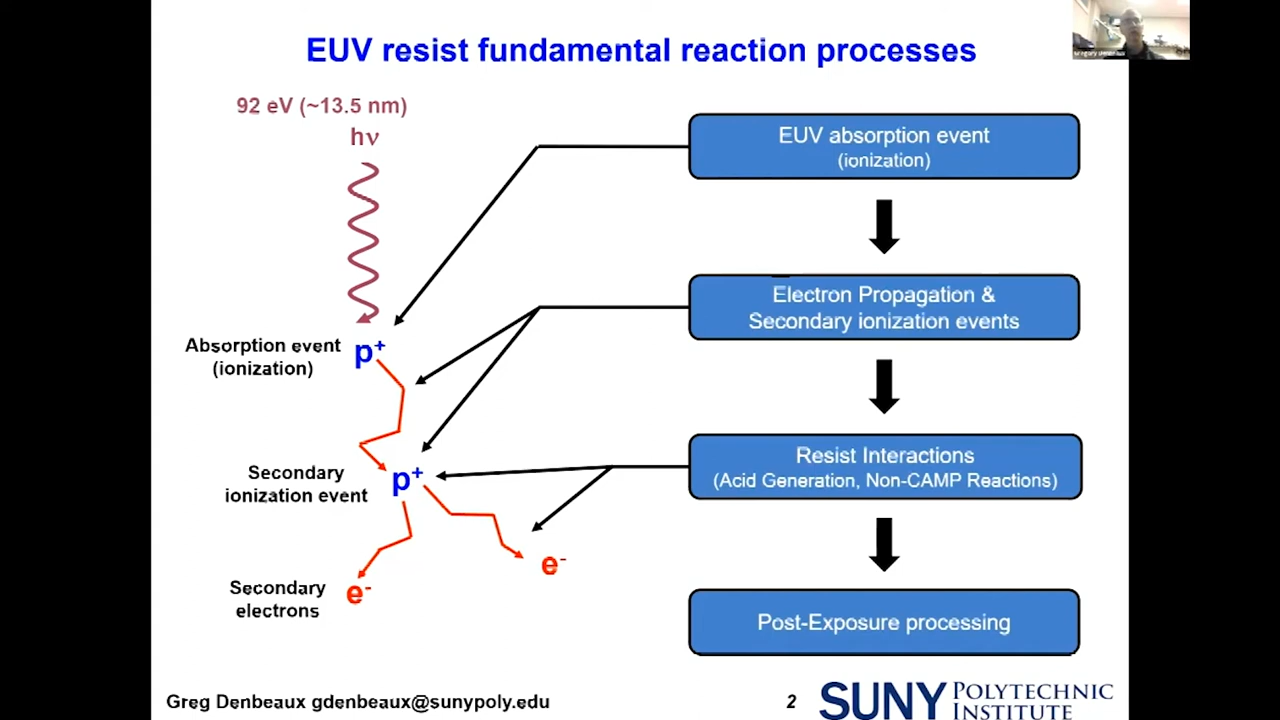 EUV resist fundamental reaction processes
Gregory Denbeaux
92 eV (~13.5 nm)
hν
EUV absorption event
(ionization)
Electron Propagation &
Secondary ionization events
Absorption event
(ionization)
p⁺
Resist Interactions
(Acid Generation, Non-CAMP Reactions)
Secondary
ionization event
p⁺
e⁻
Secondary
electrons
e⁻
Post-Exposure processing
Greg Denbeaux gdenbeaux@sunypoly.edu
2
SUNY POLYTECHNIC
INSTITUTE